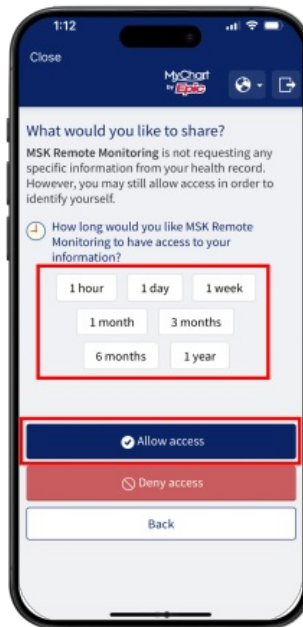 1:12
Close
MyChart
by Epic
What would you like to share?
MSK Remote Monitoring is not requesting any
specific information from your health record.
However, you may still allow access in order to
identify yourself.
How long would you like MSK Remote
Monitoring to have access to your
information?
1 hour 1 day 1 week
1 month 3 months
6 months 1 year
Allow access
Deny access
Back